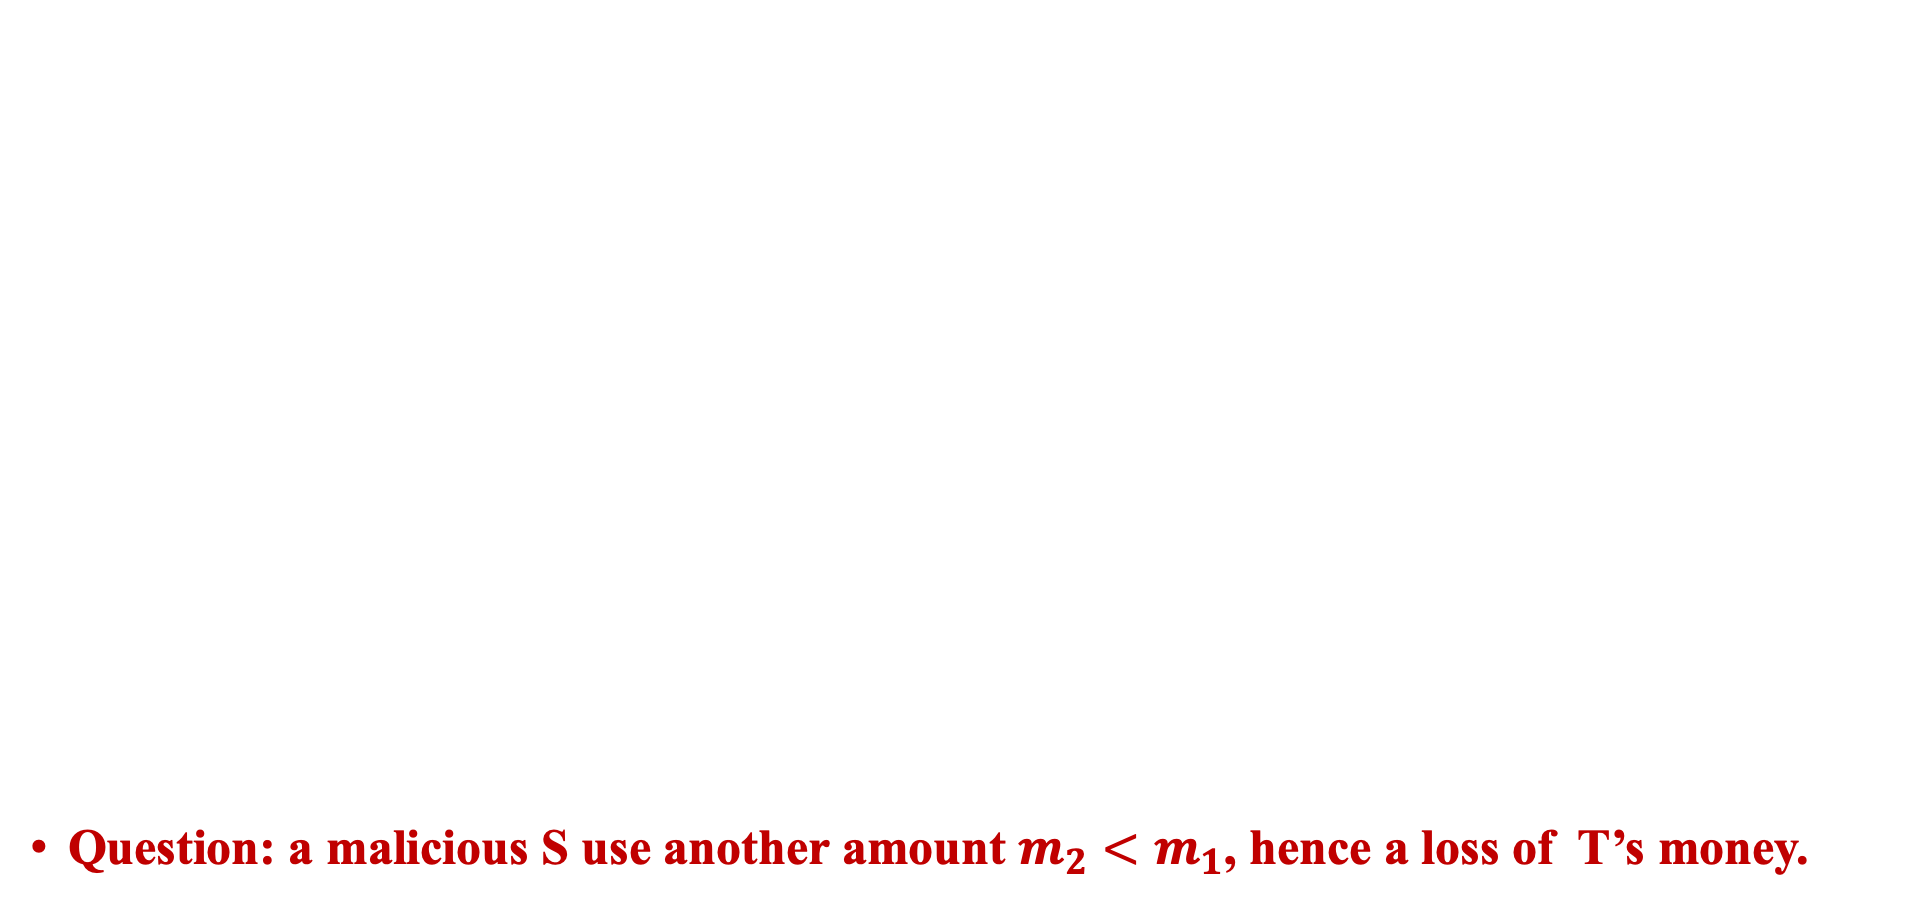 • Question: a malicious S use another amount m₂ < m₁, hence a loss of T’s money.